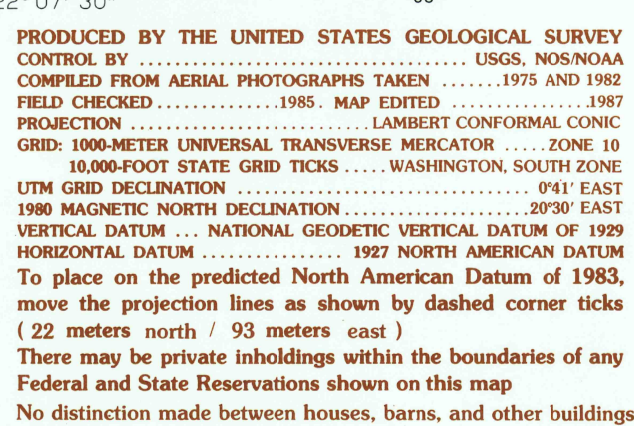 22°07'30"
PRODUCED BY THE UNITED STATES GEOLOGICAL SURVEY
CONTROL BY .................................................. USGS, NOS/NOAA
COMPILED FROM AERIAL PHOTOGRAPHS TAKEN .......1975 AND 1982
FIELD CHECKED..............1985. MAP EDITED ................1987
PROJECTION ...................................LAMBERT CONFORMAL CONIC
GRID: 1000-METER UNIVERSAL TRANSVERSE MERCATOR .....ZONE 10
10,000-FOOT STATE GRID TICKS .....WASHINGTON, SOUTH ZONE
UTM GRID DECLINATION ........................................ 0°41' EAST
1980 MAGNETIC NORTH DECLINATION......................20°30' EAST
VERTICAL DATUM ... NATIONAL GEODETIC VERTICAL DATUM OF 1929
HORIZONTAL DATUM ................ 1927 NORTH AMERICAN DATUM
To place on the predicted North American Datum of 1983,
move the projection lines as shown by dashed corner ticks
( 22 meters north / 93 meters east )
There may be private inholdings within the boundaries of any
Federal and State Reservations shown on this map
No distinction made between houses, barns, and other buildings